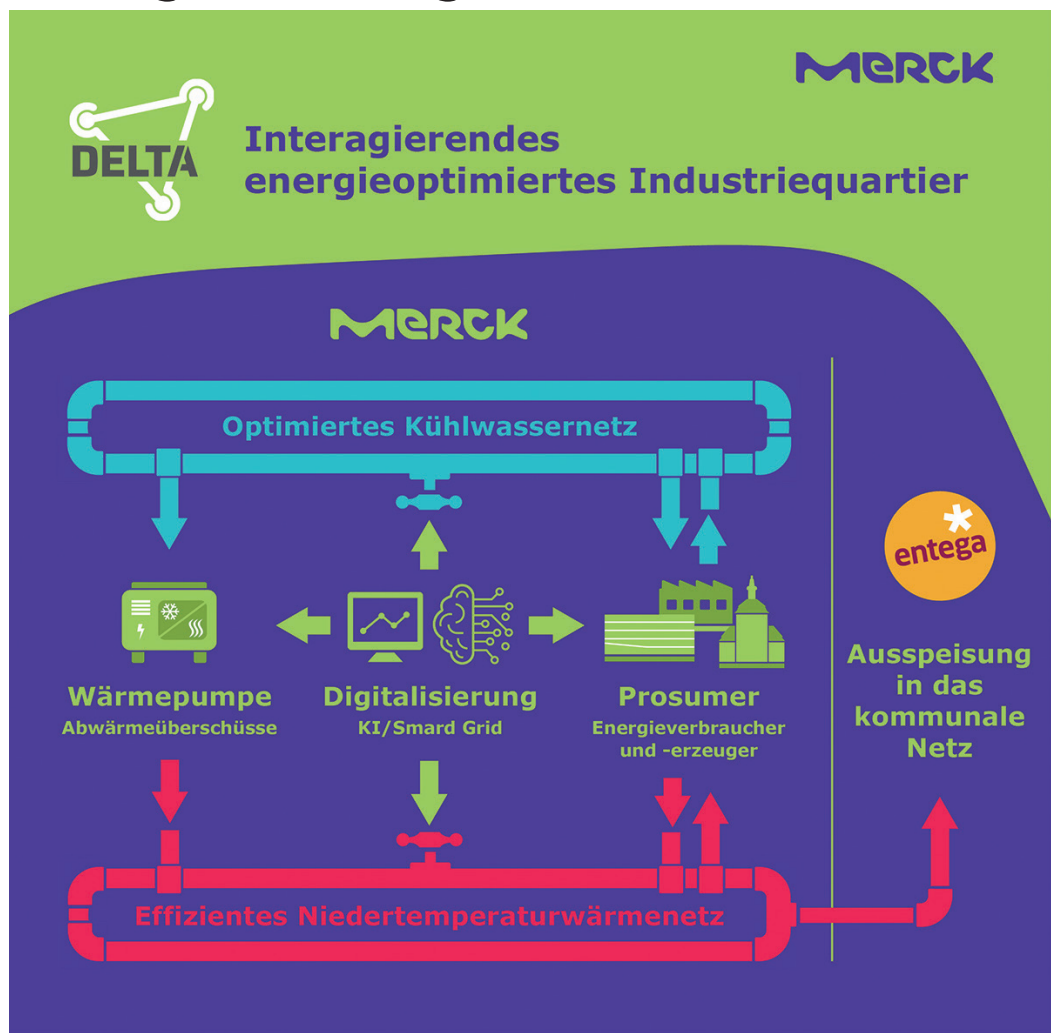 MERCK
DELTA
Interagierendes
energieoptimiertes Industriequartier
MERCK
Optimiertes Kühlwassernetz
entega
Wärmepumpe
Abwärmeüberschüsse
Digitalisierung
KI/Smard Grid
Prosumer
Energieverbraucher
und -erzeuger
Ausspeisung
in das
kommunale
Netz
Effizientes Niedertemperaturwärmenetz